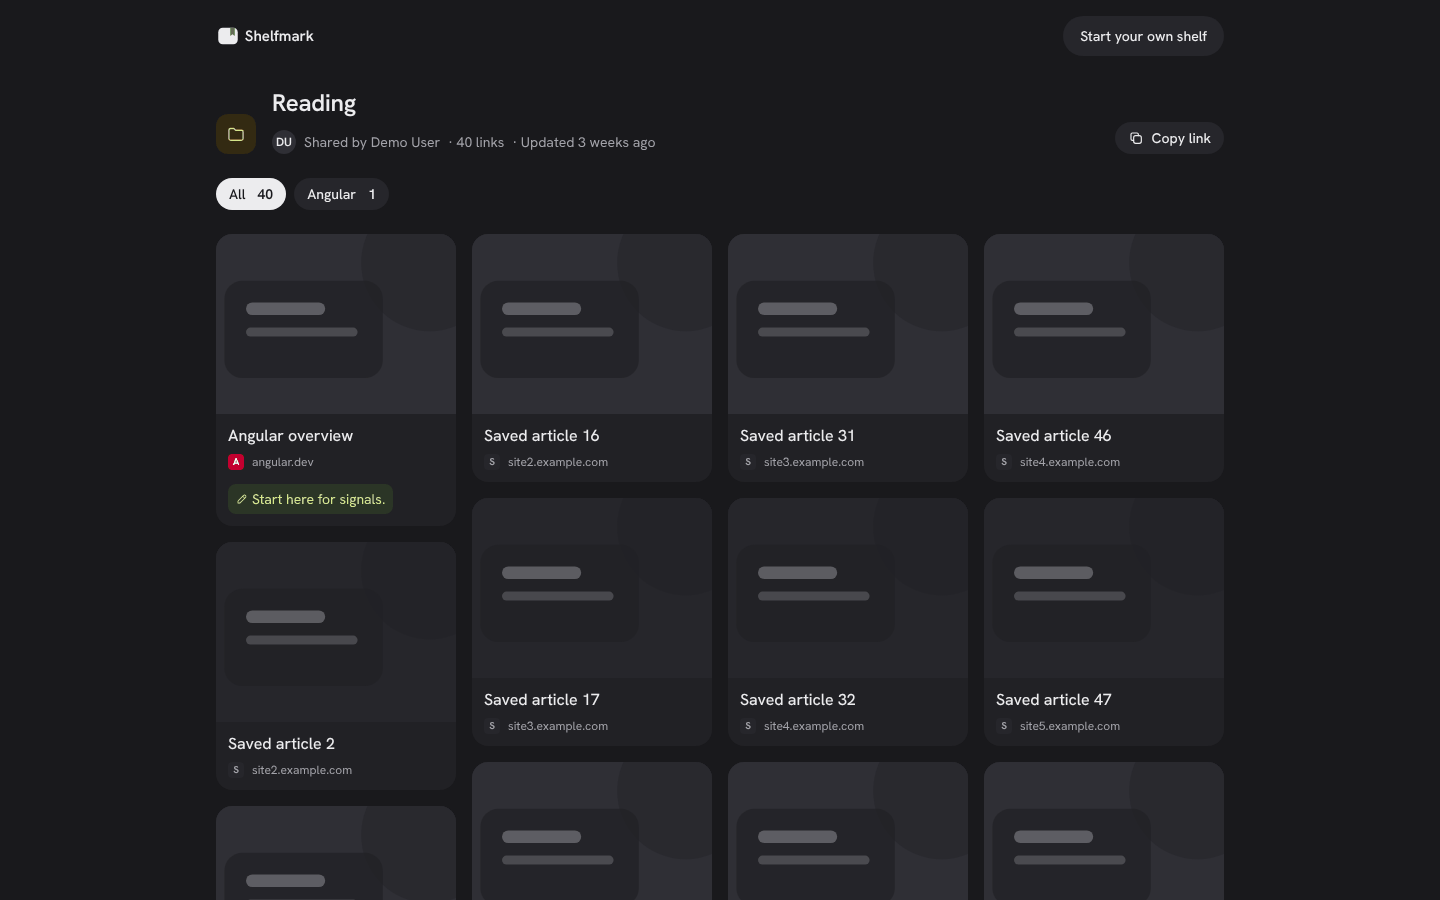 Shelfmark
Start your own shelf
Reading
DU Shared by Demo User · 40 links · Updated 3 weeks ago
Copy link
All 40
Angular 1
Angular overview
A angular.dev
Start here for signals.
Saved article 16
S site2.example.com
Saved article 31
S site3.example.com
Saved article 46
S site4.example.com
Saved article 2
S site2.example.com
Saved article 17
S site3.example.com
Saved article 32
S site4.example.com
Saved article 47
S site5.example.com